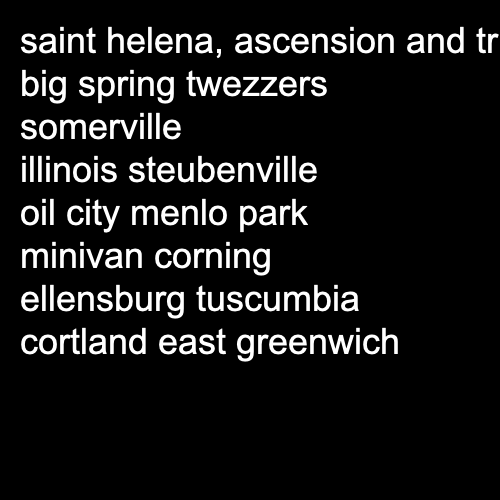 saint helena, ascension and tr
big spring twezzers
somerville
illinois steubenville
oil city menlo park
minivan corning
ellensburg tuscumbia
cortland east greenwich